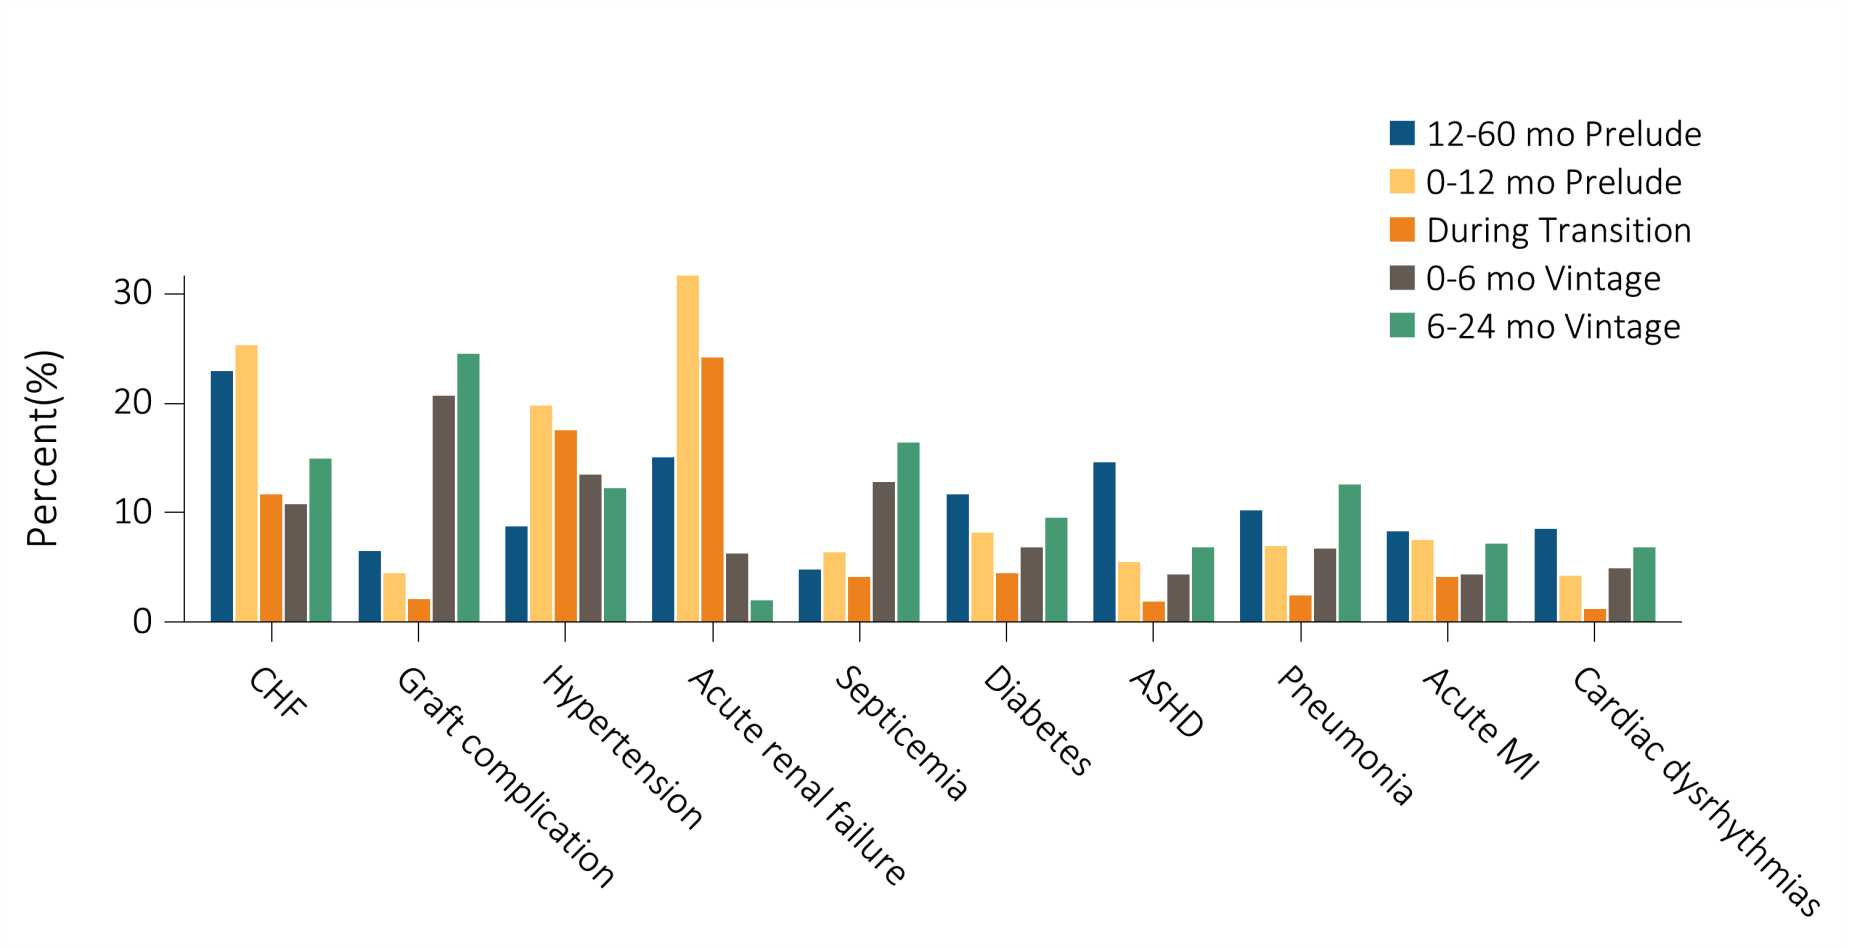 12-60 mo Prelude
0-12 mo Prelude
During Transition
0-6 mo Vintage
6-24 mo Vintage
Percent(%)
30
20
10
0
CHF
Graft complication
Hypertension
Acute renal failure
Septicemia
Diabetes
ASHD
Pneumonia
Acute MI
Cardiac dysrhythmias